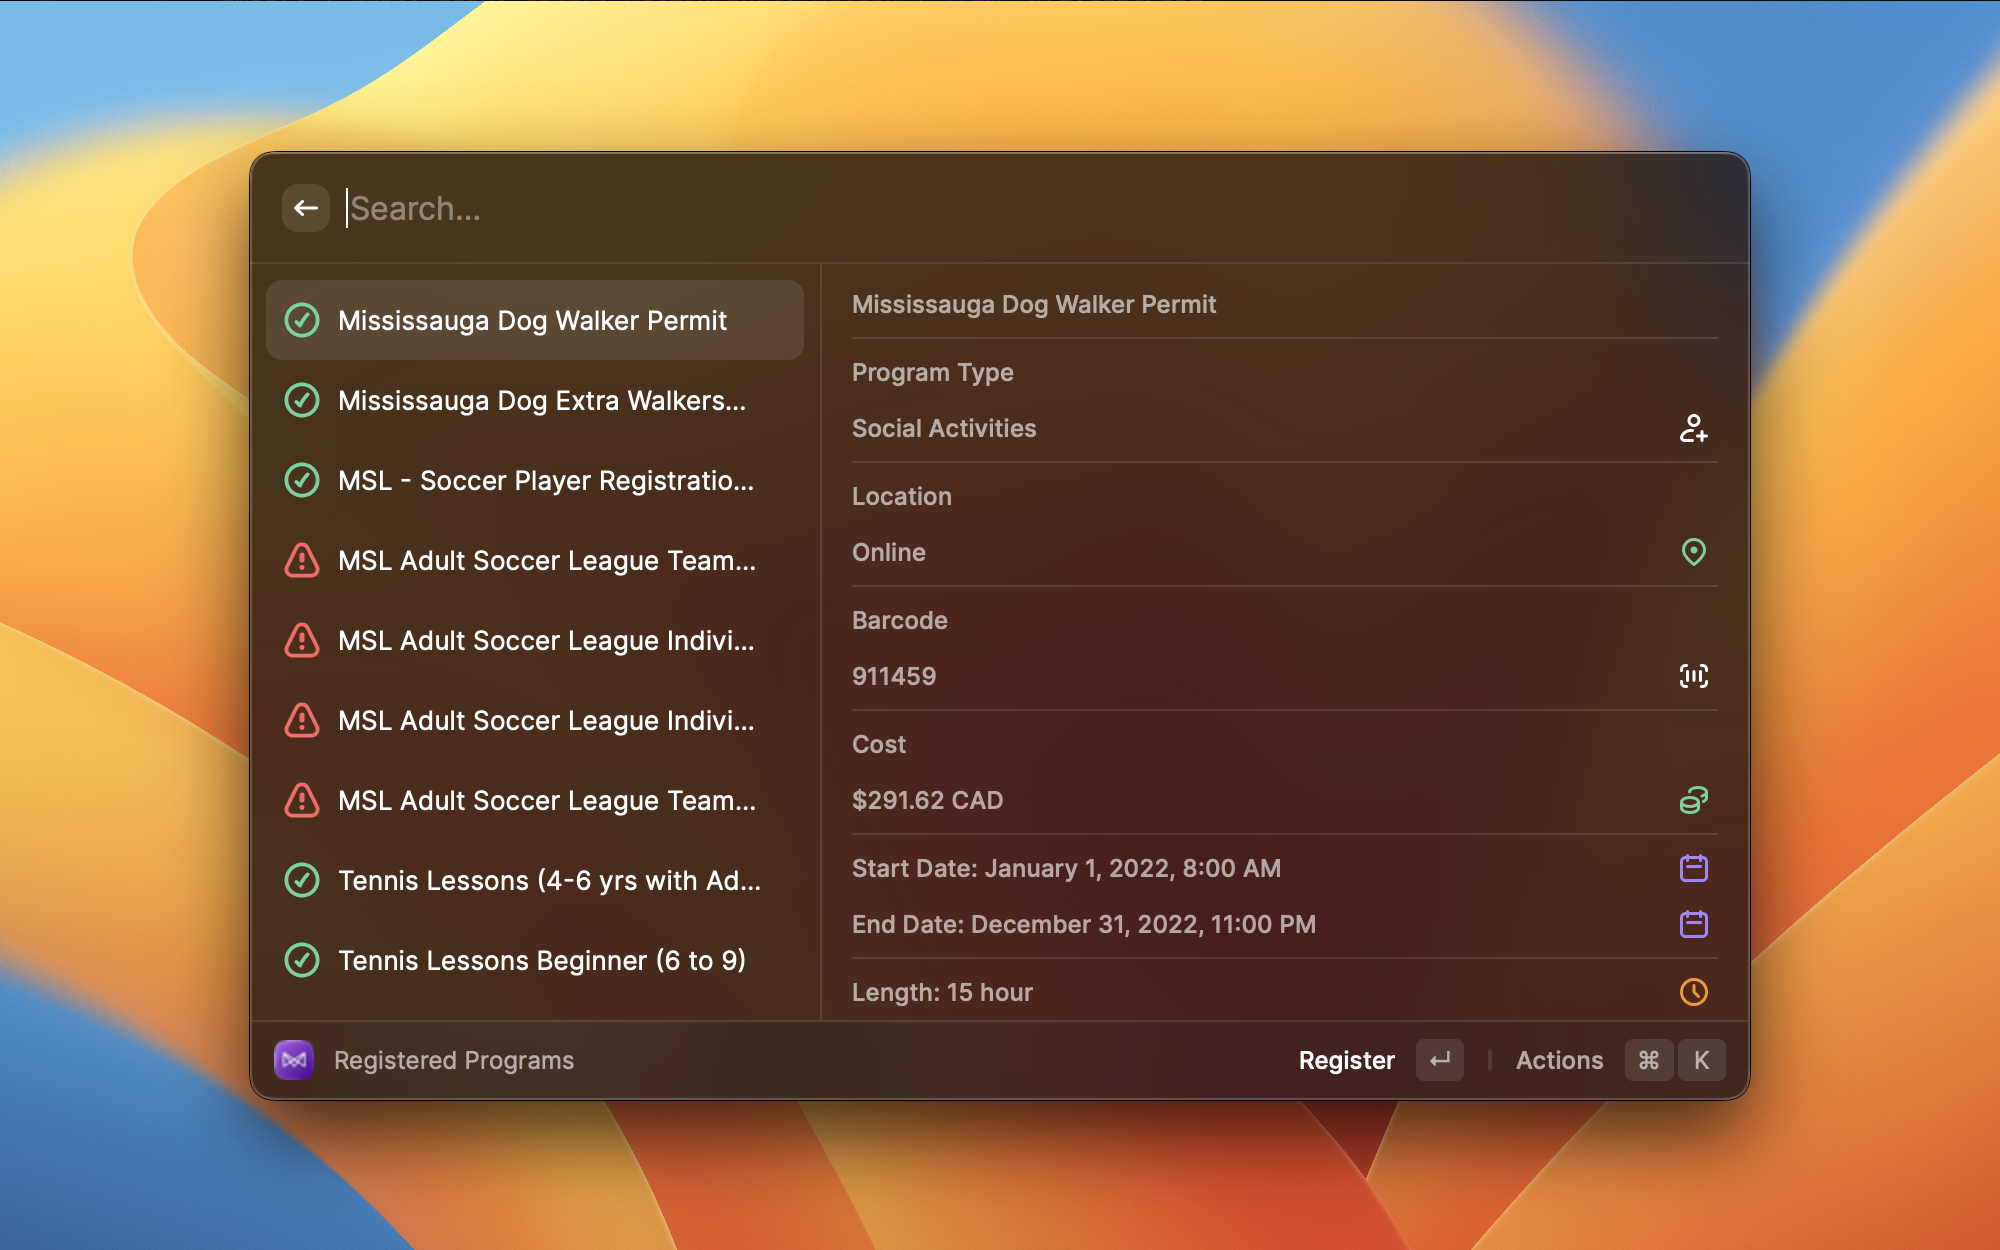 Search...
Mississauga Dog Walker Permit
Mississauga Dog Extra Walkers...
MSL - Soccer Player Registratio...
MSL Adult Soccer League Team...
MSL Adult Soccer League Indivi...
MSL Adult Soccer League Indivi...
MSL Adult Soccer League Team...
Tennis Lessons (4-6 yrs with Ad...
Tennis Lessons Beginner (6 to 9)
Mississauga Dog Walker Permit
Program Type
Social Activities
Location
Online
Barcode
911459
Cost
$291.62 CAD
Start Date: January 1, 2022, 8:00 AM
End Date: December 31, 2022, 11:00 PM
Length: 15 hour
Registered Programs
Register
Actions
⌘ K